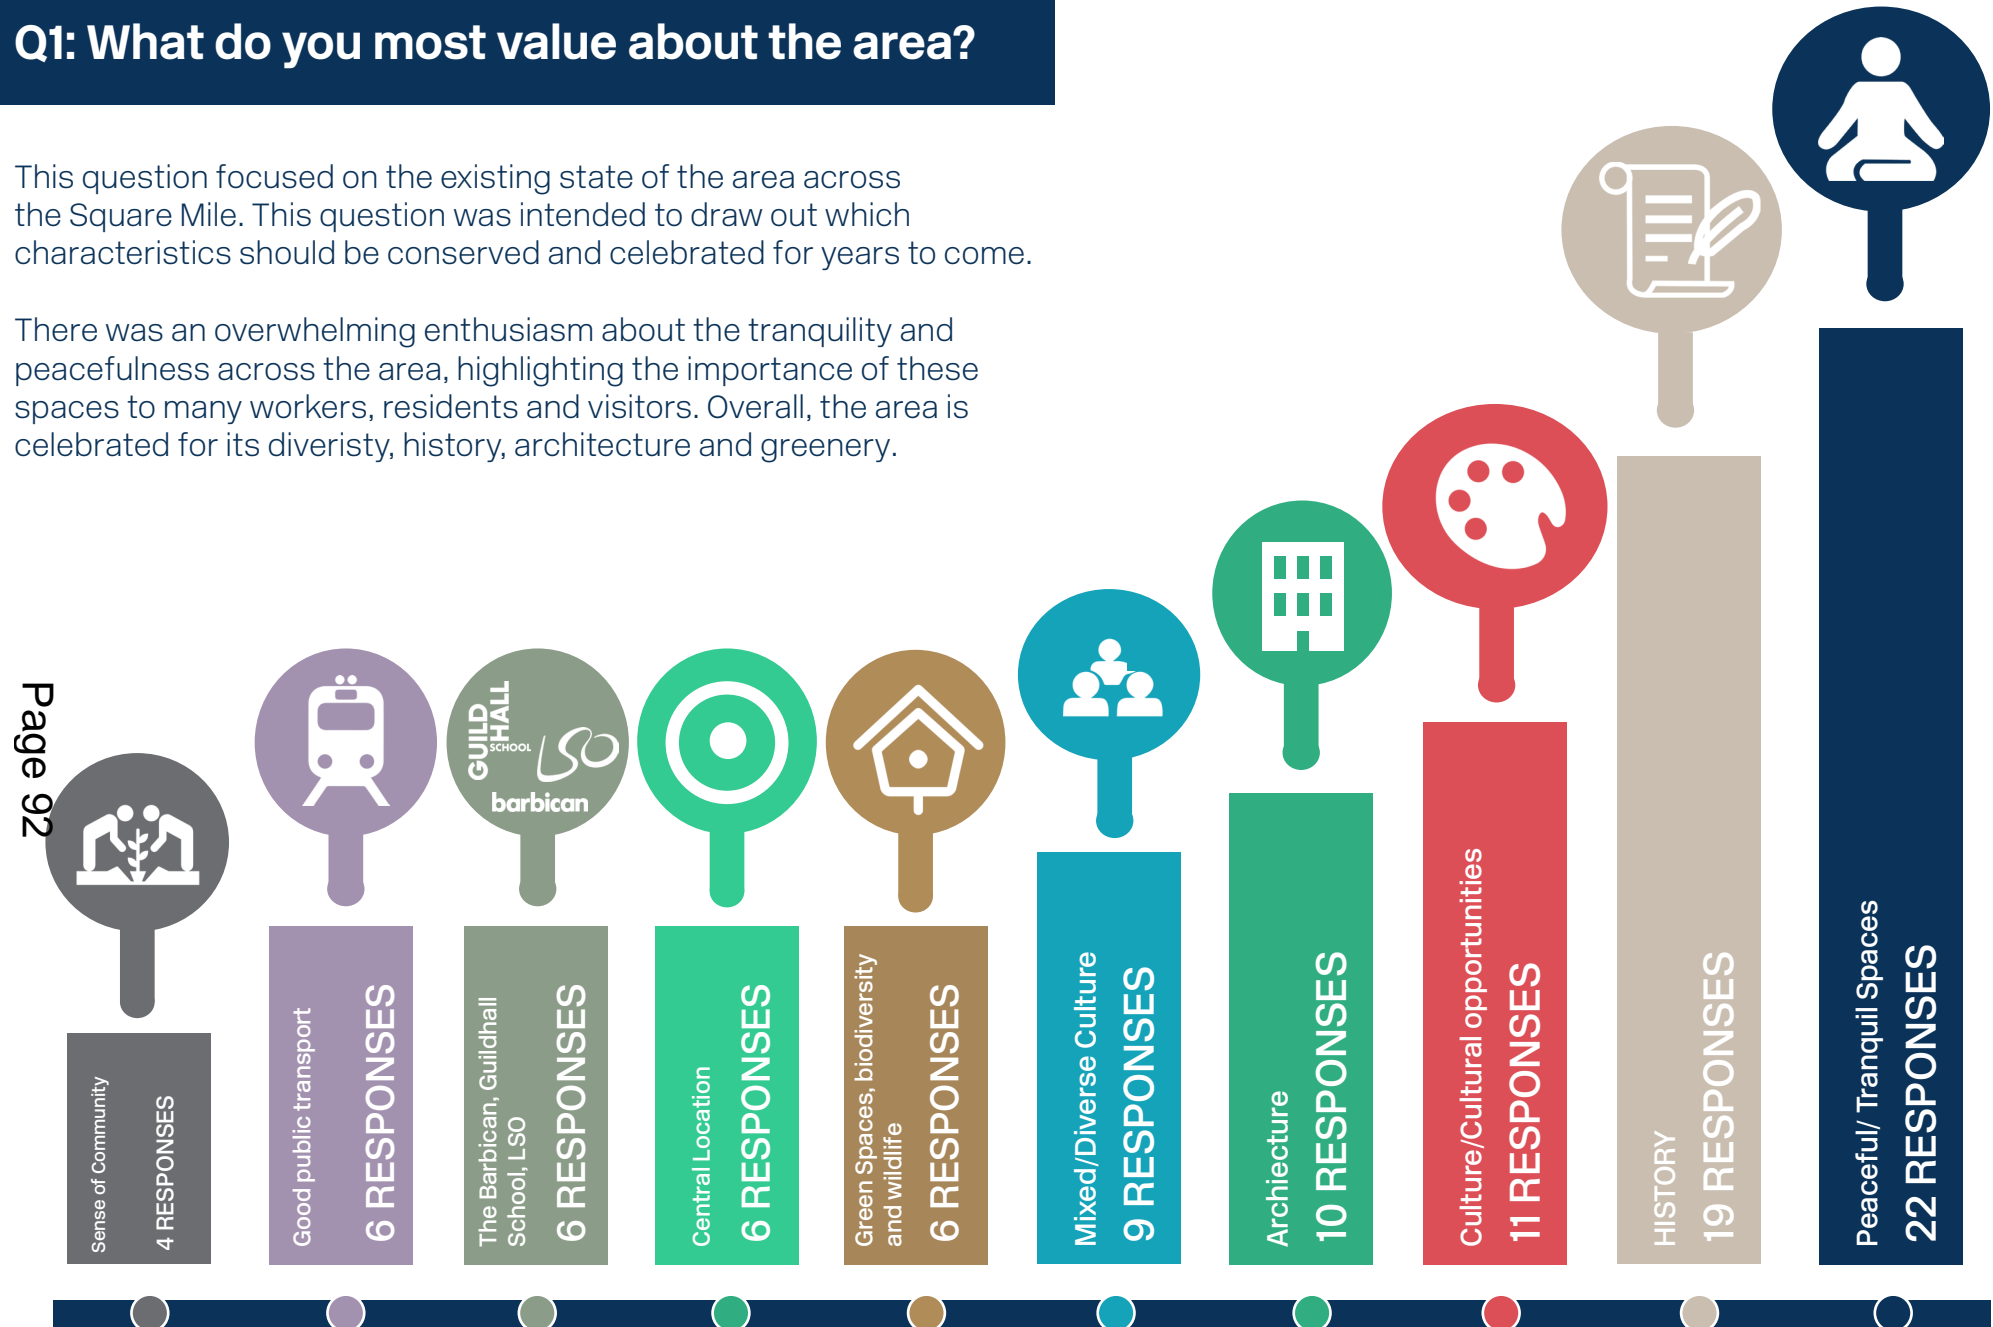 Q1: What do you most value about the area?
This question focused on the existing state of the area across
the Square Mile. This question was intended to draw out which
characteristics should be conserved and celebrated for years to come.
There was an overwhelming enthusiasm about the tranquility and
peacefulness across the area, highlighting the importance of these
spaces to many workers, residents and visitors. Overall, the area is
celebrated for its diveristy, history, architecture and greenery.
Page 92
Sense of Community
4 RESPONSES
Good public transport
6 RESPONSES
GUILD
HALL
SCHOOL
LSO
barbican
The Barbican, Guildhall
School, LSO
6 RESPONSES
Central Location
6 RESPONSES
Green Spaces, biodiversity
and wildlife
6 RESPONSES
Mixed/Diverse Culture
9 RESPONSES
Archiecture
10 RESPONSES
Culture/Cultural opportunities
11 RESPONSES
HISTORY
19 RESPONSES
Peaceful/ Tranquil Spaces
22 RESPONSES